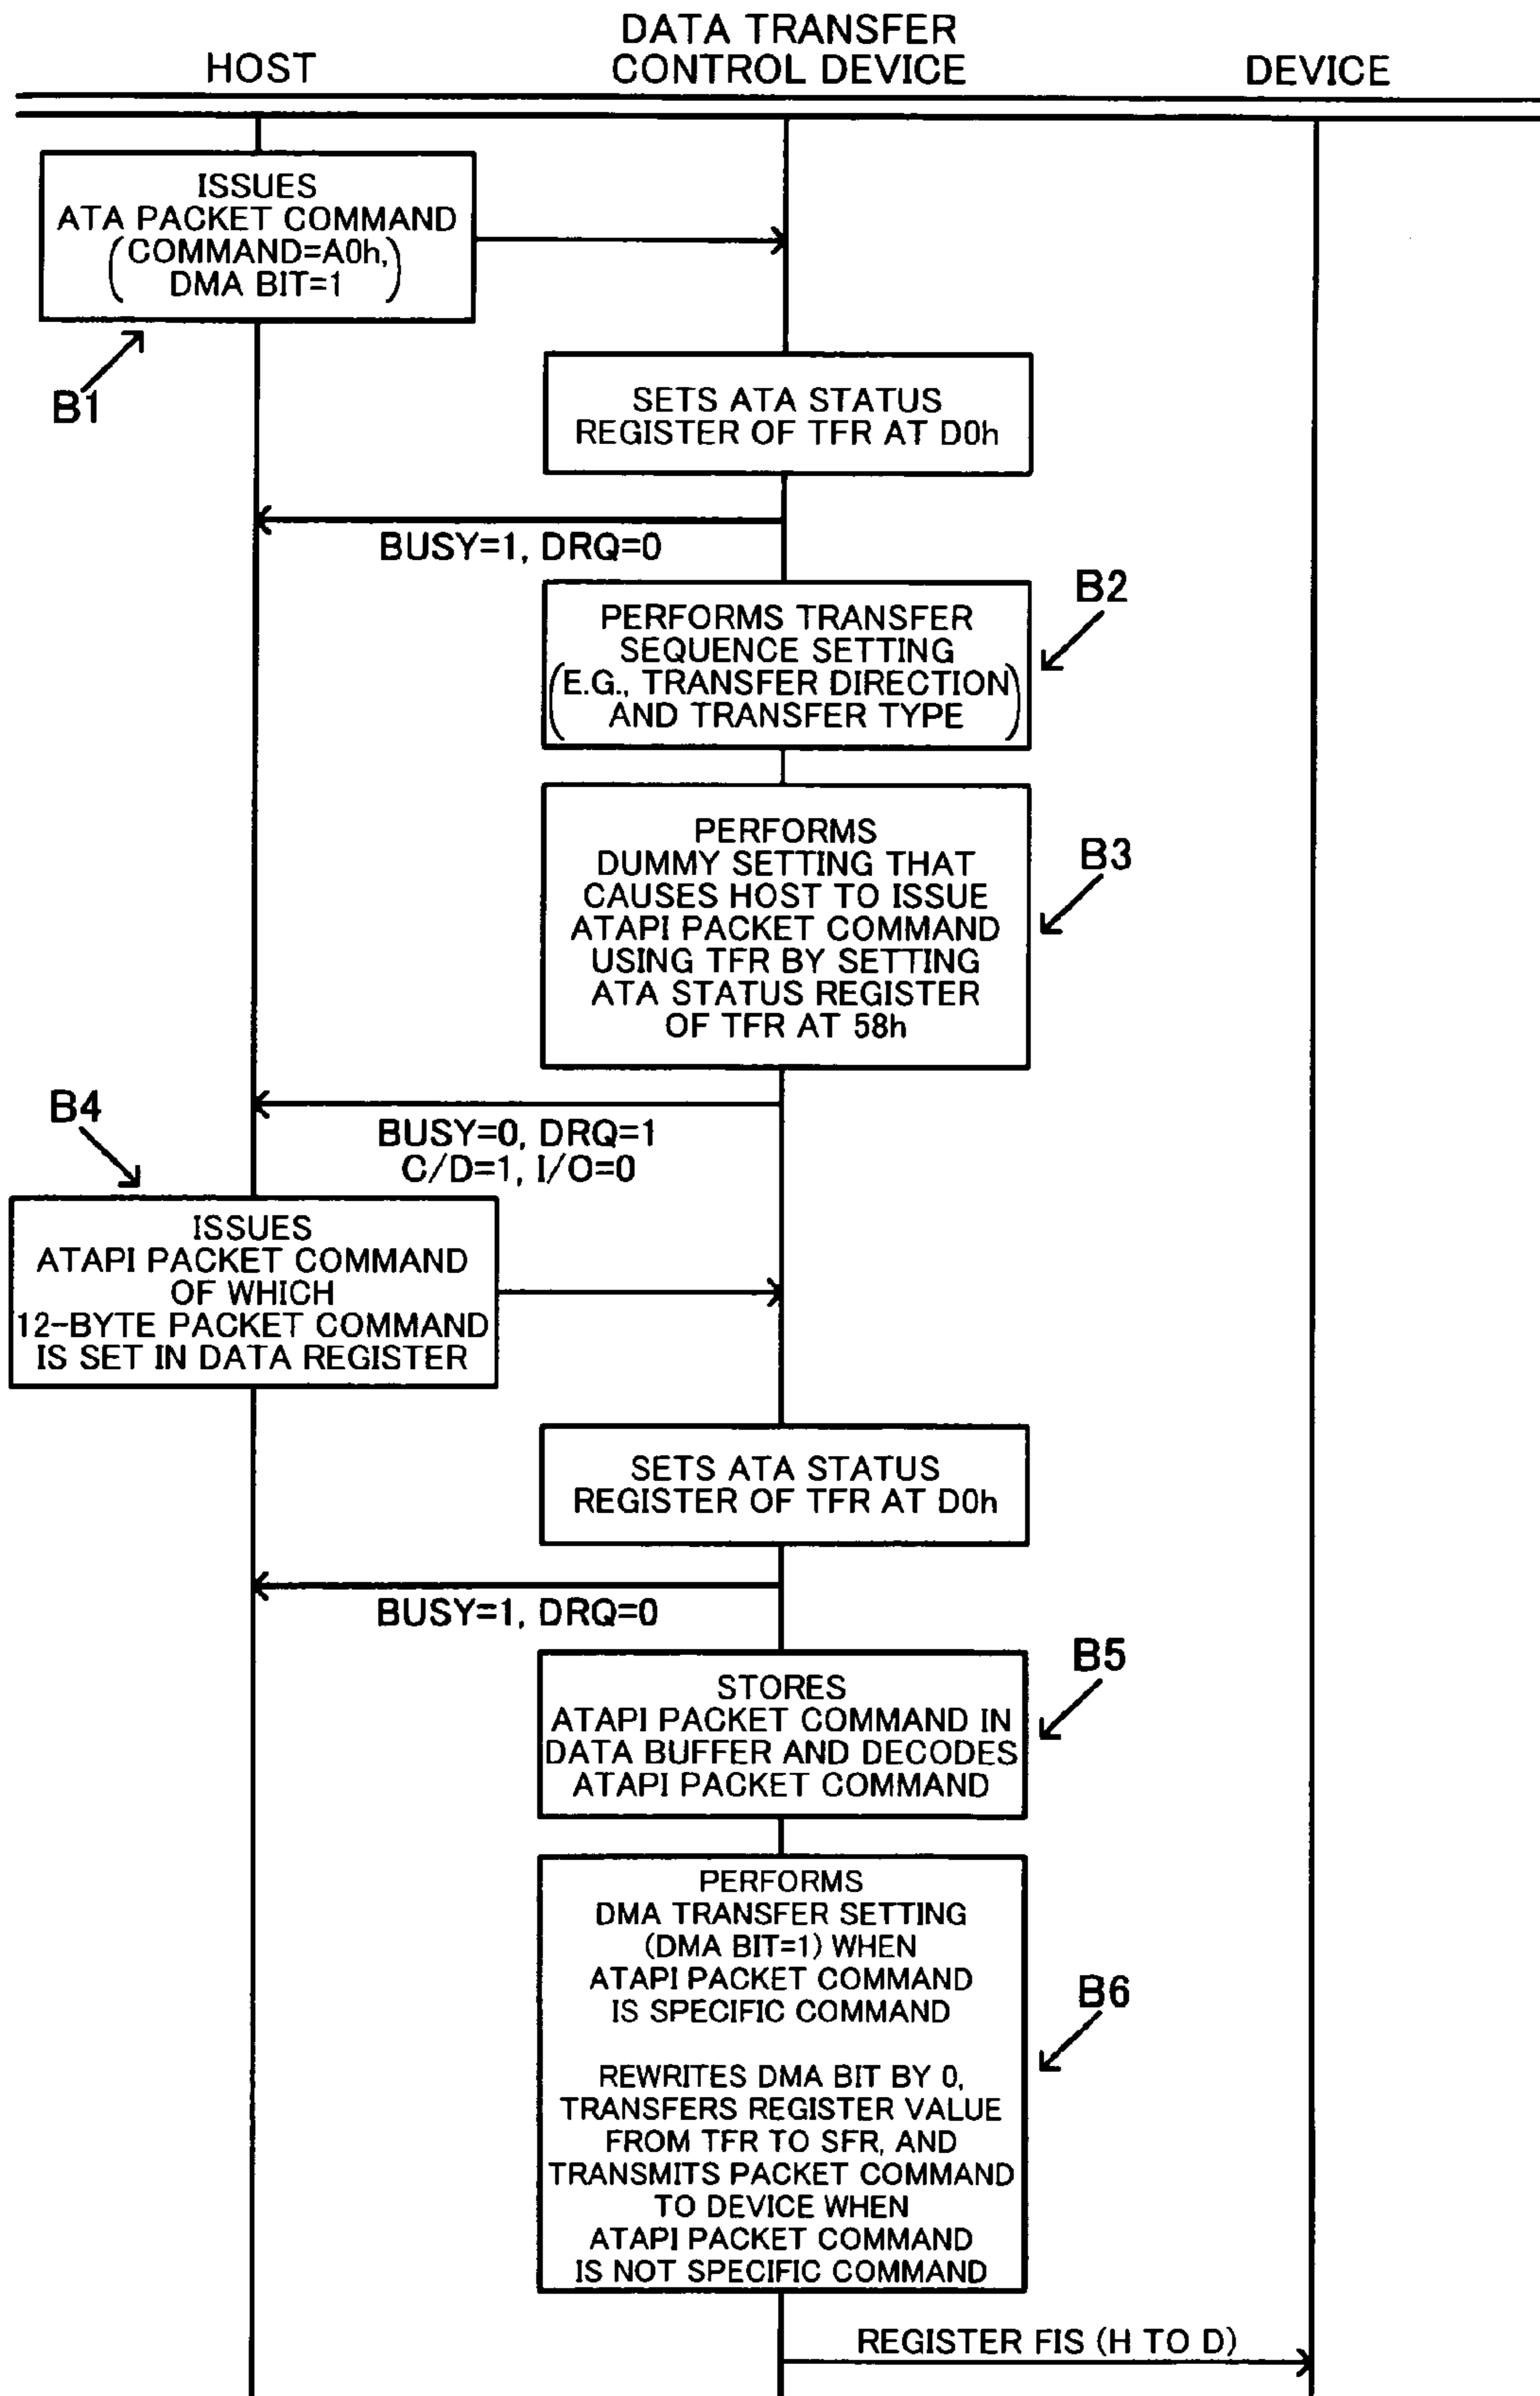 DATA TRANSFER
HOST CONTROL DEVICE DEVICE
ISSUES
ATA PACKET COMMAND
(COMMAND=A0h,
DMA BIT=1)
B1
SETS ATA STATUS
REGISTER OF TFR AT D0h
BUSY=1, DRQ=0
B2
PERFORMS TRANSFER
SEQUENCE SETTING
(E.G., TRANSFER DIRECTION
AND TRANSFER TYPE)
B3
PERFORMS
DUMMY SETTING THAT
CAUSES HOST TO ISSUE
ATAPI PACKET COMMAND
USING TFR BY SETTING
ATA STATUS REGISTER
OF TFR AT 58h
BUSY=0, DRQ=1
C/D=1, I/O=0
B4
ISSUES
ATAPI PACKET COMMAND
OF WHICH
12-BYTE PACKET COMMAND
IS SET IN DATA REGISTER
SETS ATA STATUS
REGISTER OF TFR AT D0h
BUSY=1, DRQ=0
B5
STORES
ATAPI PACKET COMMAND IN
DATA BUFFER AND DECODES
ATAPI PACKET COMMAND
B6
PERFORMS
DMA TRANSFER SETTING
(DMA BIT=1) WHEN
ATAPI PACKET COMMAND
IS SPECIFIC COMMAND
REWRITES DMA BIT BY 0,
TRANSFERS REGISTER VALUE
FROM TFR TO SFR, AND
TRANSMITS PACKET COMMAND
TO DEVICE WHEN
ATAPI PACKET COMMAND
IS NOT SPECIFIC COMMAND
REGISTER FIS (H TO D)